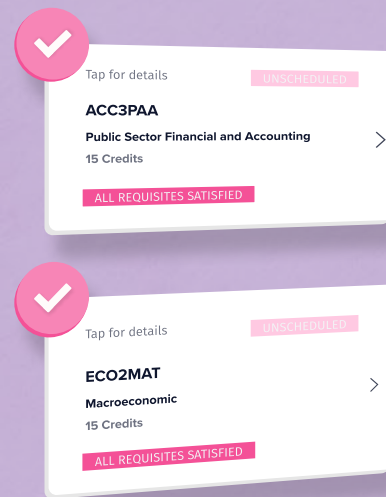 Tap for details
UNSCHEDULED
ACC3PAA
Public Sector Financial and Accounting
15 Credits
ALL REQUISITES SATISFIED
Tap for details
UNSCHEDULED
ECO2MAT
Macroeconomic
15 Credits
ALL REQUISITES SATISFIED